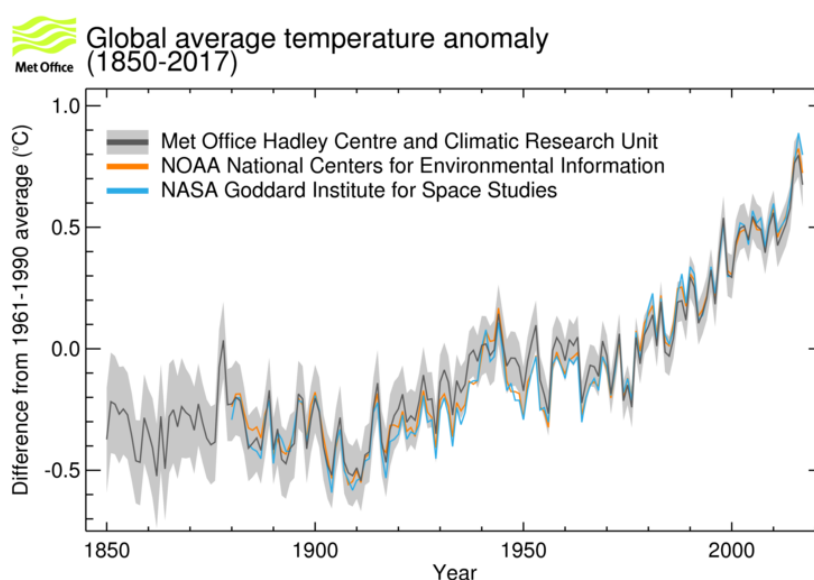 Met Office
Global average temperature anomaly
(1850-2017)
1.0
0.5
0.0
-0.5
Difference from 1961-1990 average (°C)
Met Office Hadley Centre and Climatic Research Unit
NOAA National Centers for Environmental Information
NASA Goddard Institute for Space Studies
1850 1900 1950 2000
Year